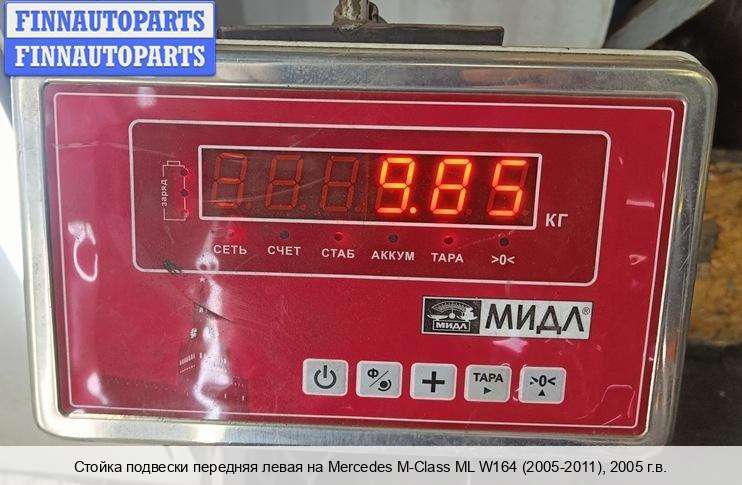 FINNAUTOPARTS
FINNAUTOPARTS
заряд
9.85
КГ
СЕТЬ СЧЕТ СТАБ АККУМ ТАРА >0<
МИДЛ МИДЛ®
Ф ТАРА >0<
Стойка подвески передняя левая на Mercedes M-Class ML W164 (2005-2011), 2005 г.в.